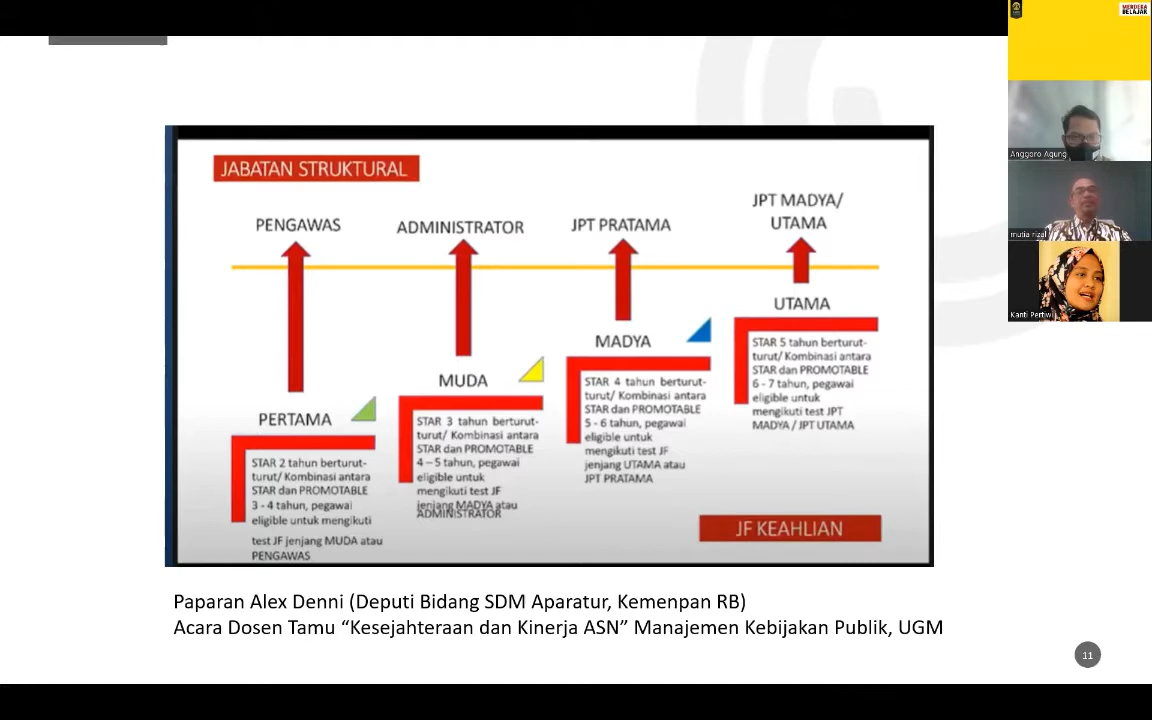 JABATAN STRUKTURAL
PENGAWAS
ADMINISTRATOR
JPT PRATAMA
JPT MADYA/
UTAMA
PERTAMA
STAR 2 tahun berturut-
turut/ Kombinasi antara
STAR dan PROMOTABLE
3 - 4 tahun, pegawai
eligible untuk mengikuti
test JF jenjang MUDA atau
PENGAWAS
MUDA
STAR 3 tahun berturut-
turut/ Kombinasi antara
STAR dan PROMOTABLE
4 – 5 tahun, pegawai
eligible untuk
mengikuti test JF
jenjang MADYA atau
ADMINISTRATOR
MADYA
STAR 4 tahun berturut-
turut/ Kombinasi antara
STAR dan PROMOTABLE
5 - 6 tahun, pegawai
eligible untuk
mengikuti test JF
jenjang UTAMA atau
JPT PRATAMA
UTAMA
STAR 5 tahun berturut-
turut/ Kombinasi antara
STAR dan PROMOTABLE
6 - 7 tahun, pegawai
eligible untuk
mengikuti test JPT
MADYA / JPT UTAMA
JF KEAHLIAN
Paparan Alex Denni (Deputi Bidang SDM Aparatur, Kemenpan RB)
Acara Dosen Tamu “Kesejahteraan dan Kinerja ASN” Manajemen Kebijakan Publik, UGM
11
MERDEKA
BELAJAR
Anggoro Agung
mutia rizal
Kanti Pertiwi